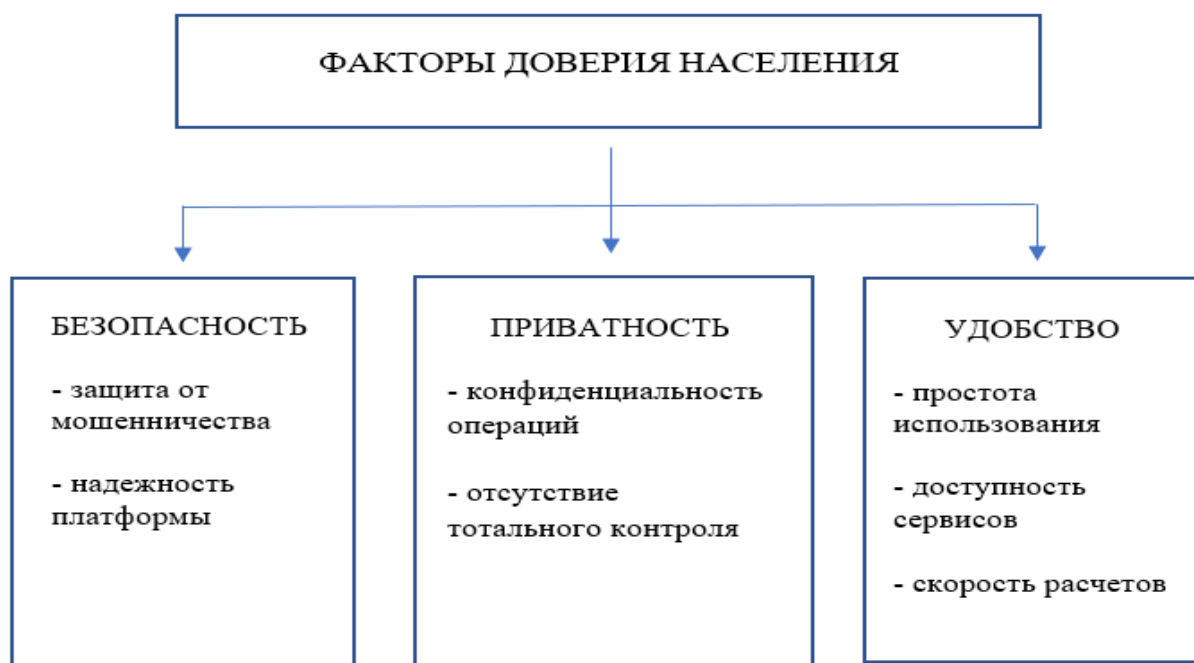 ФАКТОРЫ ДОВЕРИЯ НАСЕЛЕНИЯ
БЕЗОПАСНОСТЬ
- защита от
мошенничества
- надежность
платформы
ПРИВАТНОСТЬ
- конфиденциальность
операций
- отсутствие
тотального контроля
УДОБСТВО
- простота
использования
- доступность
сервисов
- скорость расчетов